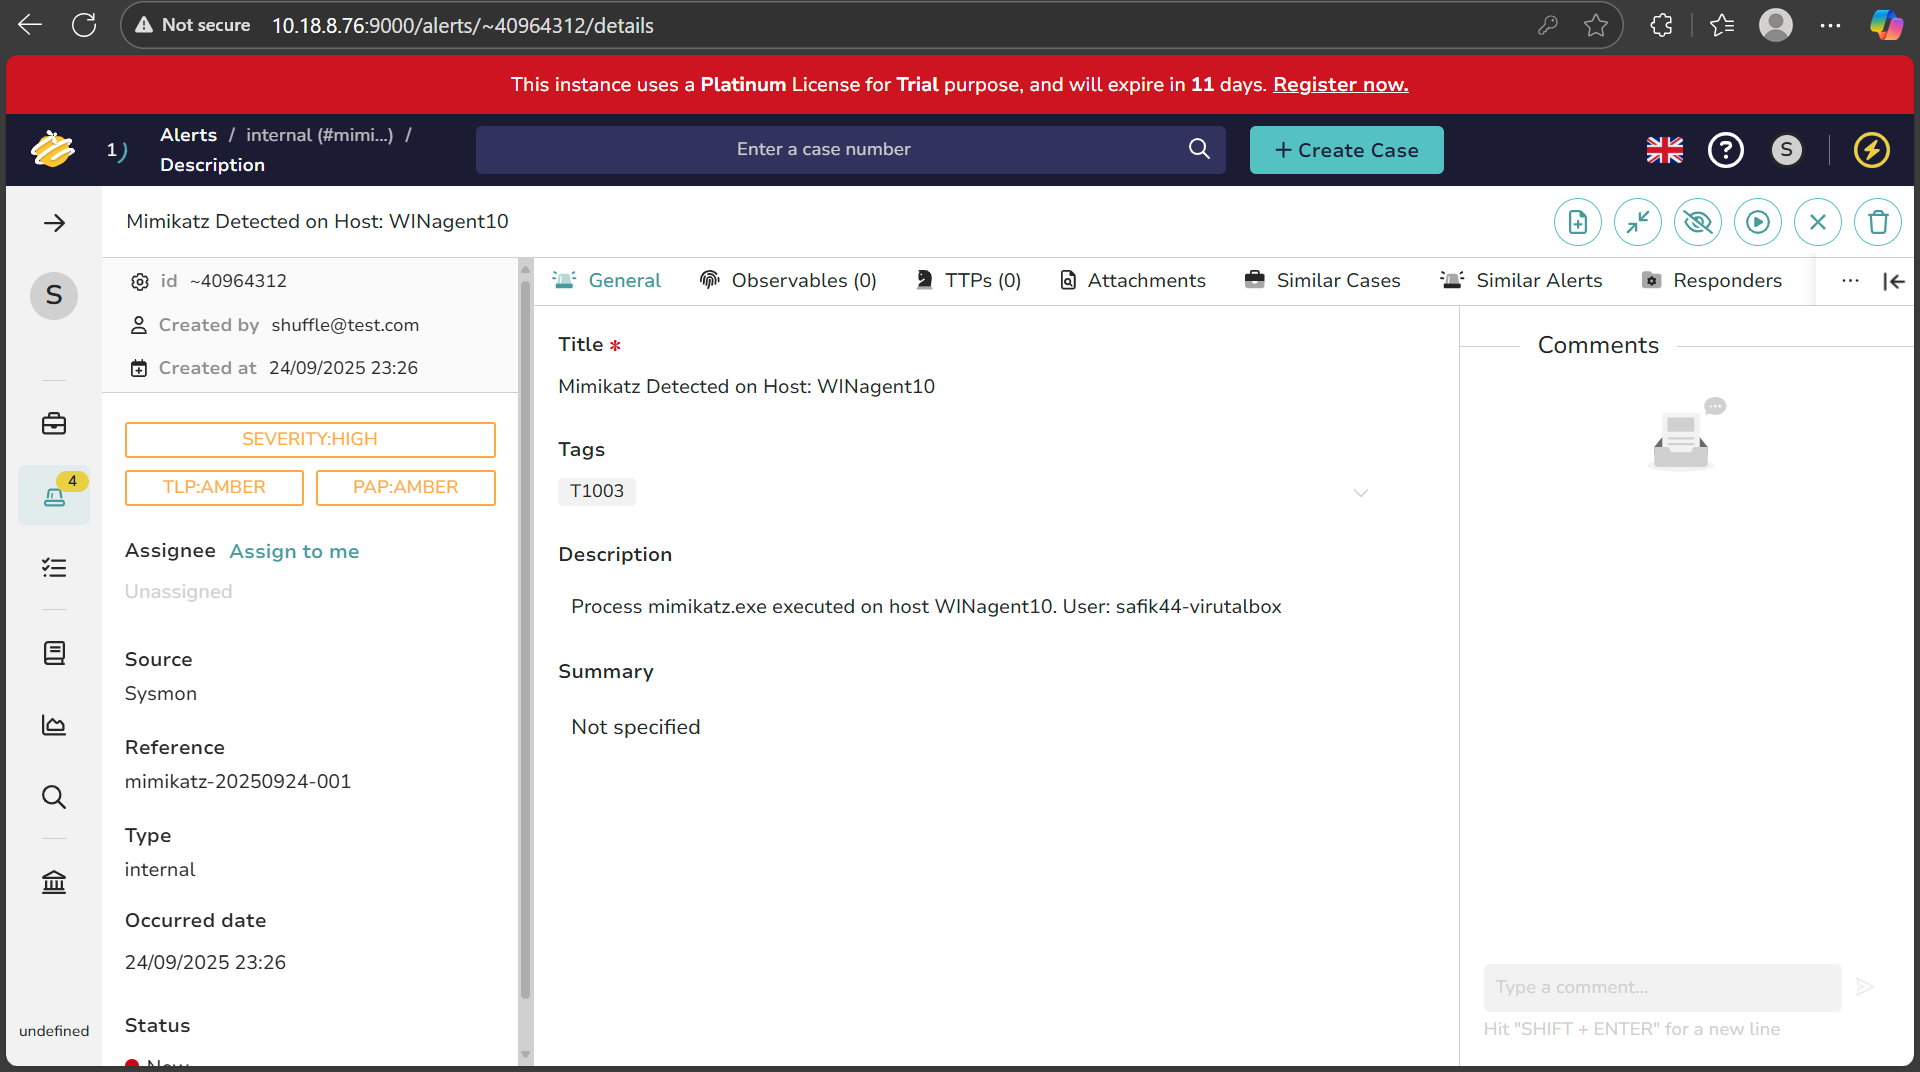 Not secure 10.18.8.76:9000/alerts/~40964312/details
This instance uses a Platinum License for Trial purpose, and will expire in 11 days. Register now.
1)
Alerts / internal (#mimi...) /
Description
Enter a case number
+ Create Case
?
S
Mimikatz Detected on Host: WINagent10
S
4
undefined
id ~40964312
Created by shuffle@test.com
Created at 24/09/2025 23:26
SEVERITY:HIGH
TLP:AMBER PAP:AMBER
Assignee Assign to me
Unassigned
Source
Sysmon
Reference
mimikatz-20250924-001
Type
internal
Occurred date
24/09/2025 23:26
Status
New
General Observables (0) TTPs (0) Attachments Similar Cases Similar Alerts Responders ...
Title *
Mimikatz Detected on Host: WINagent10
Tags
T1003
Description
Process mimikatz.exe executed on host WINagent10. User: safik44-virutalbox
Summary
Not specified
Comments
Type a comment...
Hit "SHIFT + ENTER" for a new line